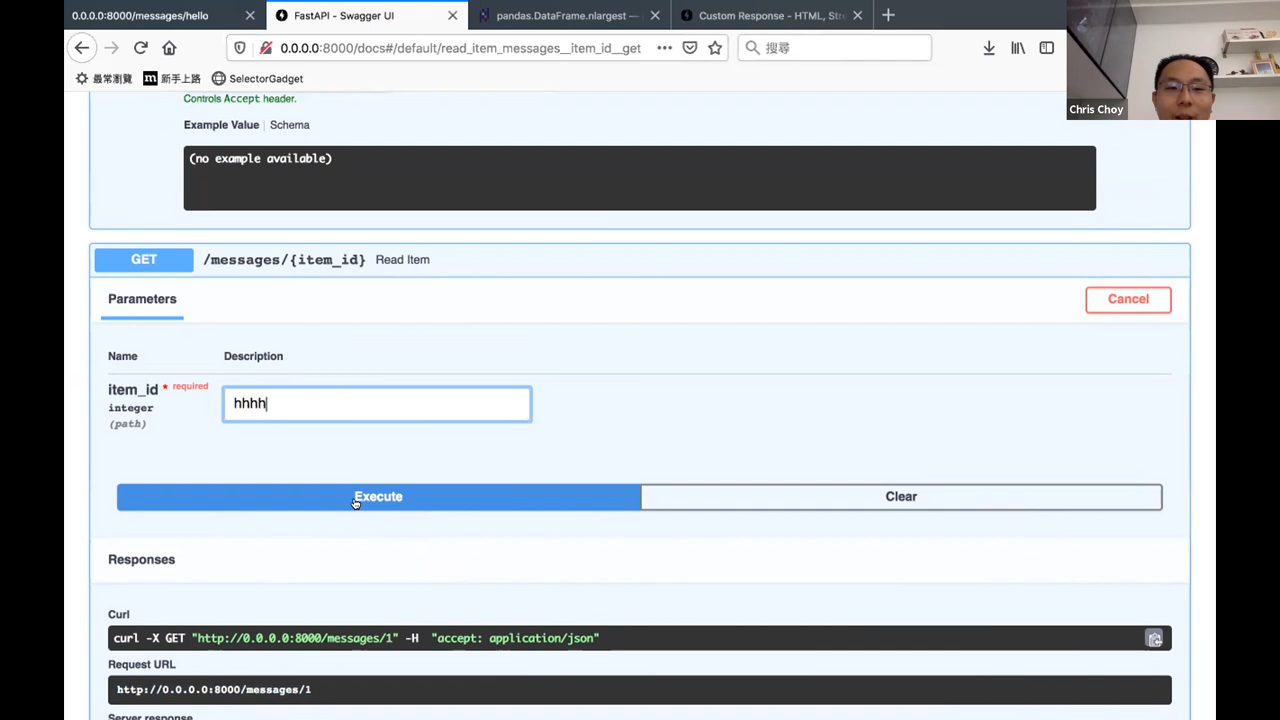 0.0.0.0:8000/messages/hello
FastAPI - Swagger UI
pandas.DataFrame.nlargest —
Custom Response - HTML, Str
0.0.0.0:8000/docs#/default/read_item_messages__item_id__get
搜尋
最常瀏覽
新手上路
SelectorGadget
Chris Choy
Controls Accept header.
Example Value
Schema
(no example available)
GET
/messages/{item_id}
Read Item
Parameters
Cancel
Name
Description
item_id * required
integer
(path)
hhhh
Execute
Clear
Responses
Curl
curl -X GET "http://0.0.0.0:8000/messages/1" -H "accept: application/json"
Request URL
http://0.0.0.0:8000/messages/1
Server response